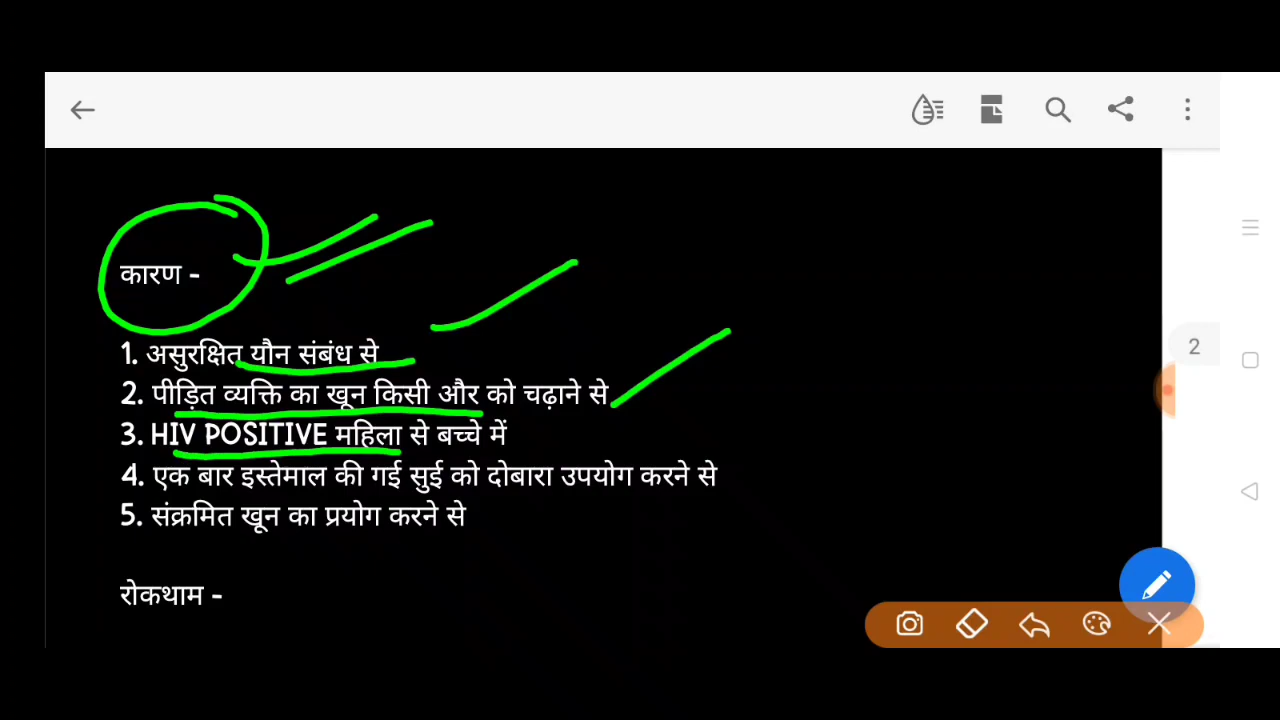 कारण -
1. असुरक्षित यौन संबंध से
2. पीड़ित व्यक्ति का खून किसी और को चढ़ाने से
3. HIV POSITIVE महिला से बच्चे में
4. एक बार इस्तेमाल की गई सुई को दोबारा उपयोग करने से
5. संक्रमित खून का प्रयोग करने से
रोकथाम -
2